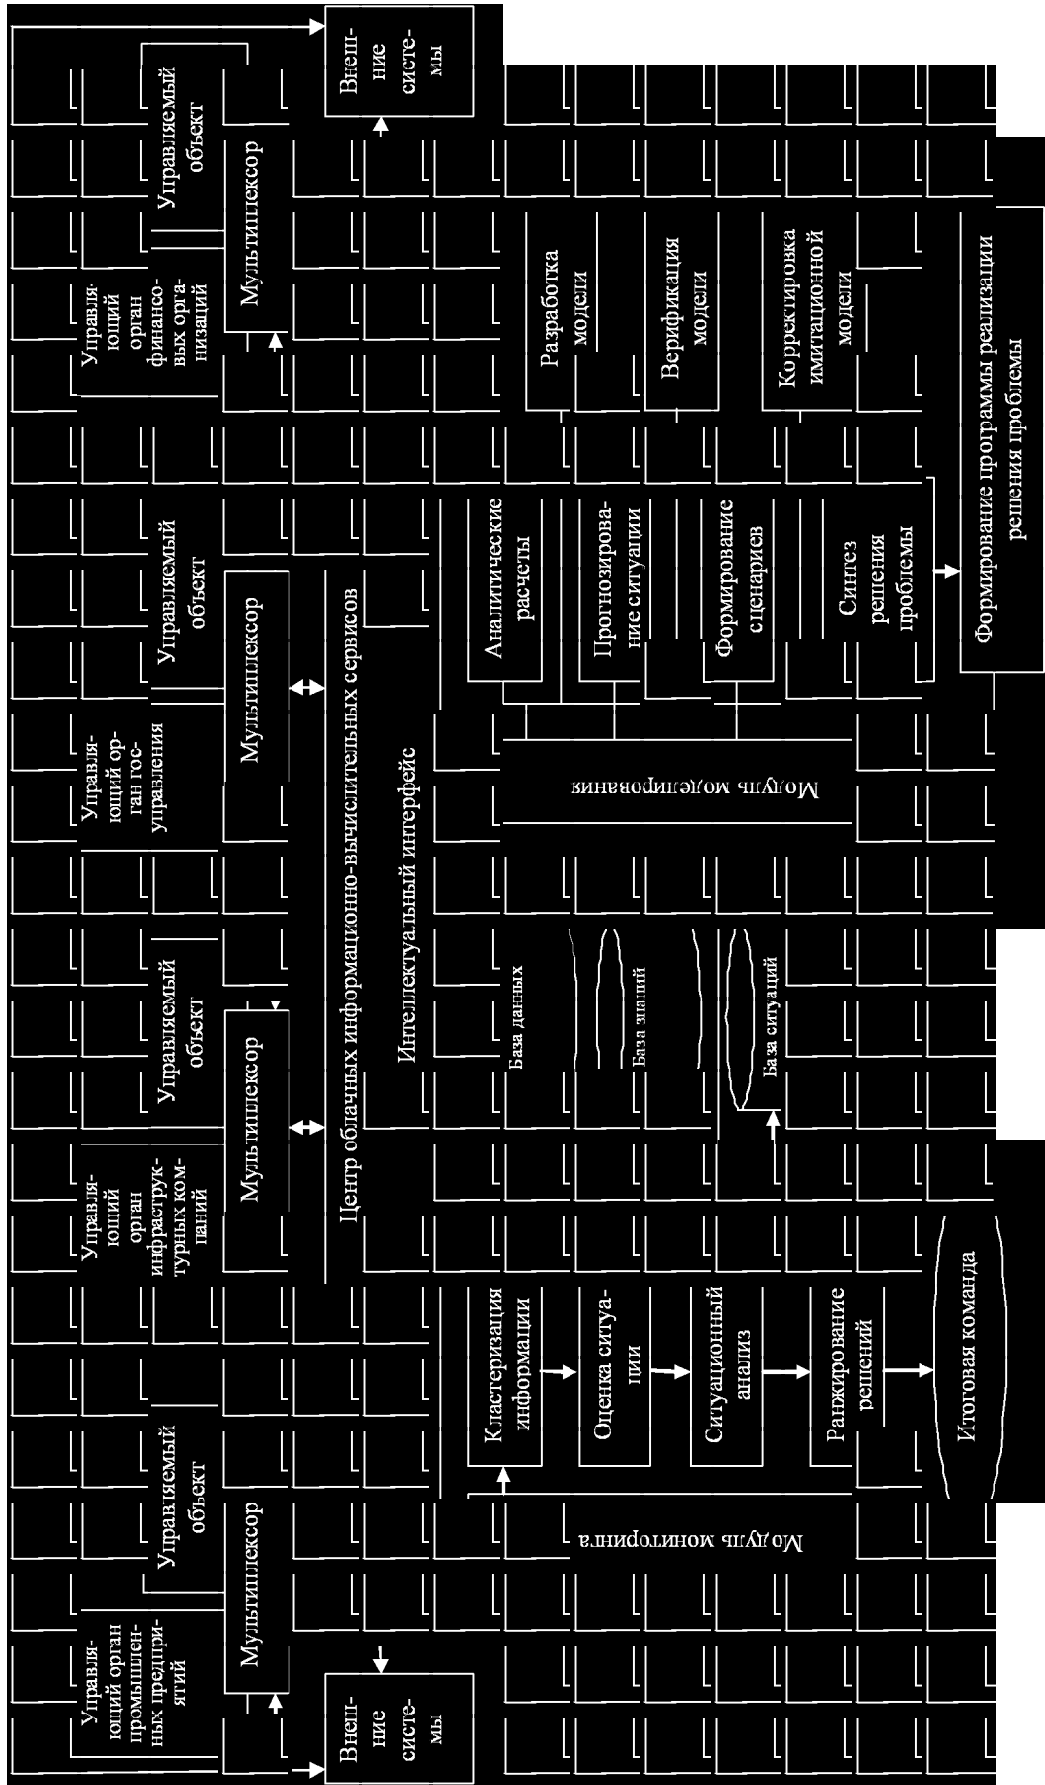 Управля-
ющий орган
промышлен-
ных предпри-
ятий
Управляемый
объект
Управля-
ющий
орган
инфраструк-
турных ком-
паний
Управляемый
объект
Управля-
ющий ор-
ган гос-
управления
Управляемый
объект
Управля-
ющий
орган
финансо-
вых орга-
низаций
Управляемый
объект
Мультиплексор
Мультиплексор
Мультиплексор
Мультиплексор
Внеш-
ние
систе-
мы
Центр облачных информационно-вычислительных сервисов
Интеллектуальный интерфейс
Внеш-
ние
систе-
мы
Модуль мониторинга
Кластеризация
информации
Оценка ситуа-
ции
Ситуационный
анализ
Ранжирование
решений
Итоговая команда
База данных
База знаний
База ситуаций
Модуль моделирования
Аналитические
расчеты
Прогнозирова-
ние ситуации
Формирование
сценариев
Синтез
решения
проблемы
Разработка
модели
Верификация
модели
Корректировка
имитационной
модели
Формирование программы реализации
решения проблемы